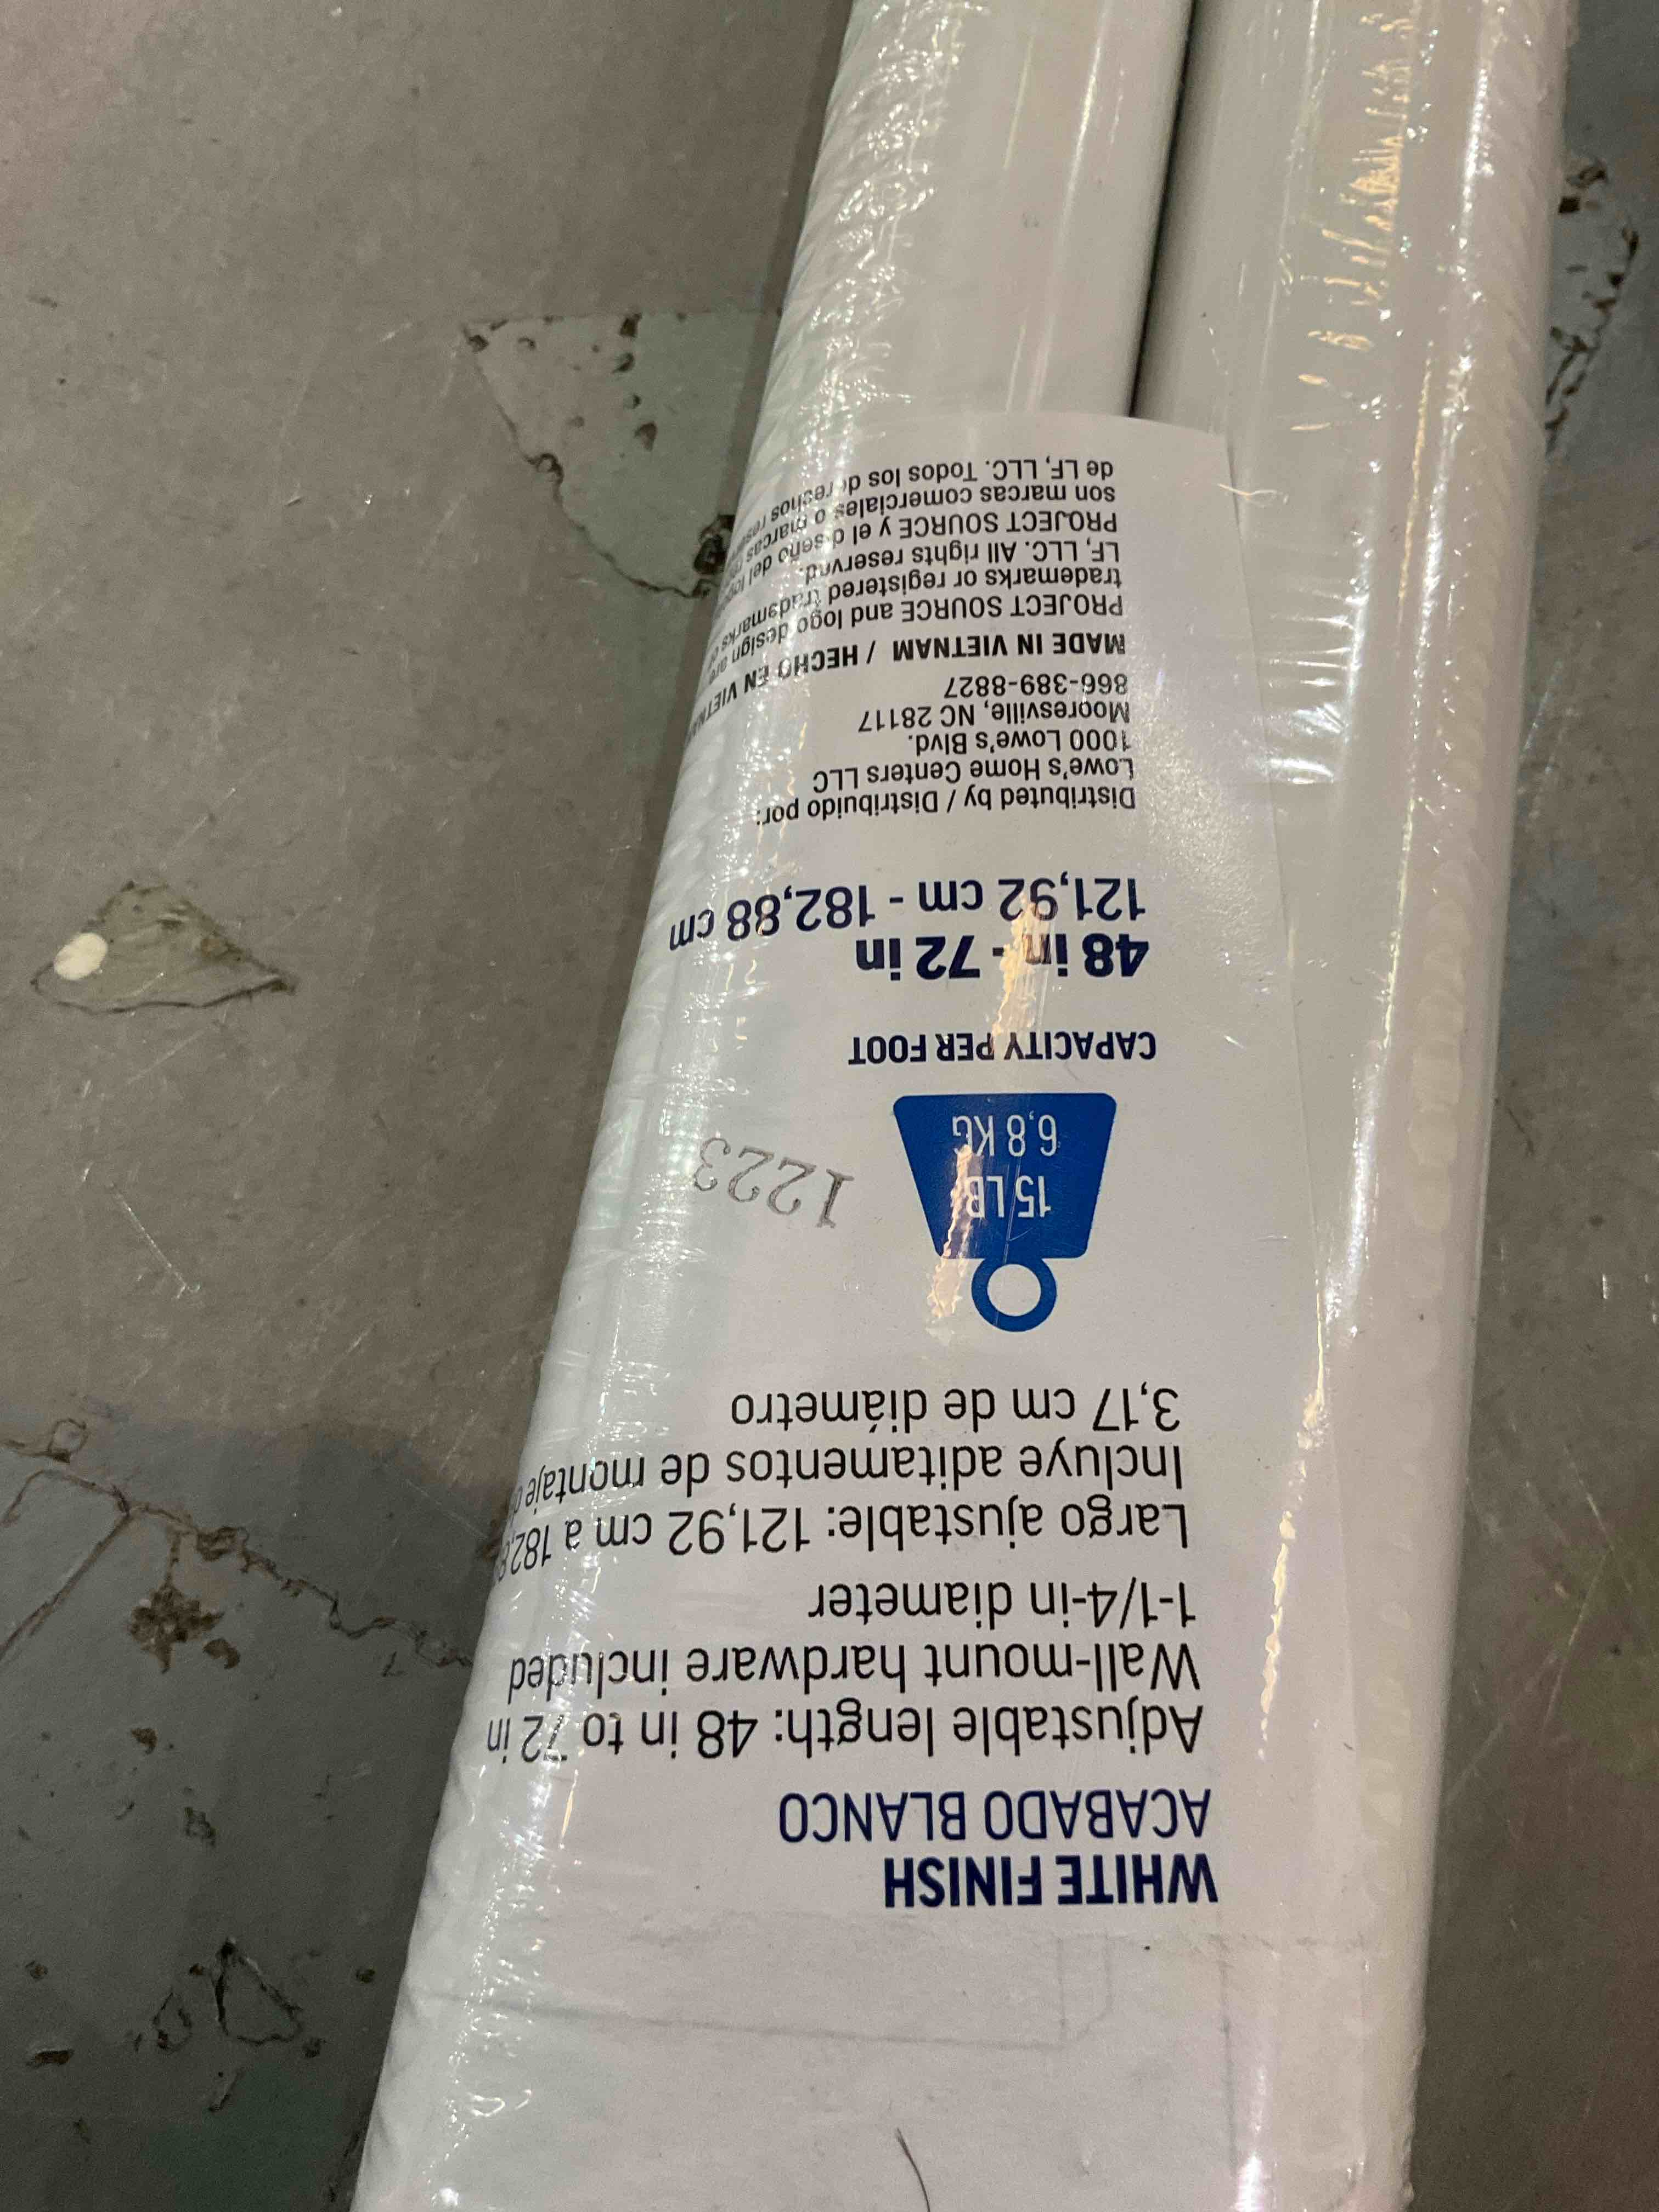 WHITE FINISH
ACABADO BLANCO
Adjustable length: 48 in to 72 in
Wall-mount hardware included
1-1/4-in diameter
Largo ajustable: 121,92 cm a
Incluye aditamentos de montaje
3,17 cm de diámetro
15 LB
6,8 KG
1223
CAPACITY PER FOOT
48 in - 72 in
121,92 cm - 182,88 cm
Distributed by / Distribuido por:
Lowe's Home Centers LLC
1000 Lowe's Blvd.
Mooresville, NC 28117
866-389-8827
MADE IN VIETNAM / HECHO EN
PROJECT SOURCE and logo design are
trademarks or registered trademarks
LF, LLC. All rights reserved.
PROJECT SOURCE y el diseño del
son marcas comerciales o marcas
de LF, LLC. Todos los derechos